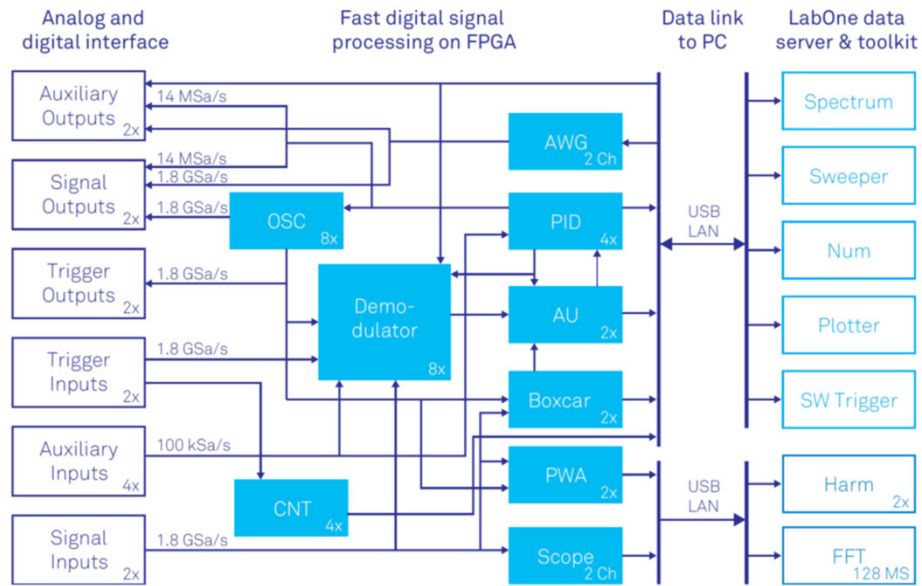 Analog and
digital interface
Fast digital signal
processing on FPGA
Data link
to PC
LabOne data
server & toolkit
Auxiliary
Outputs
2x
14 MSa/s
Signal
Outputs
2x
14 MSa/s
1.8 GSa/s
1.8 GSa/s
Trigger
Outputs
2x
1.8 GSa/s
Trigger
Inputs
2x
1.8 GSa/s
Auxiliary
Inputs
4x
100 kSa/s
Signal
Inputs
2x
1.8 GSa/s
OSC
8x
Demo-
dulator
8x
CNT
4x
AWG
2 Ch
PID
4x
AU
2x
Boxcar
2x
PWA
2x
Scope
2 Ch
USB
LAN
USB
LAN
Spectrum
Sweeper
Num
Plotter
SW Trigger
Harm
2x
FFT
128 MS